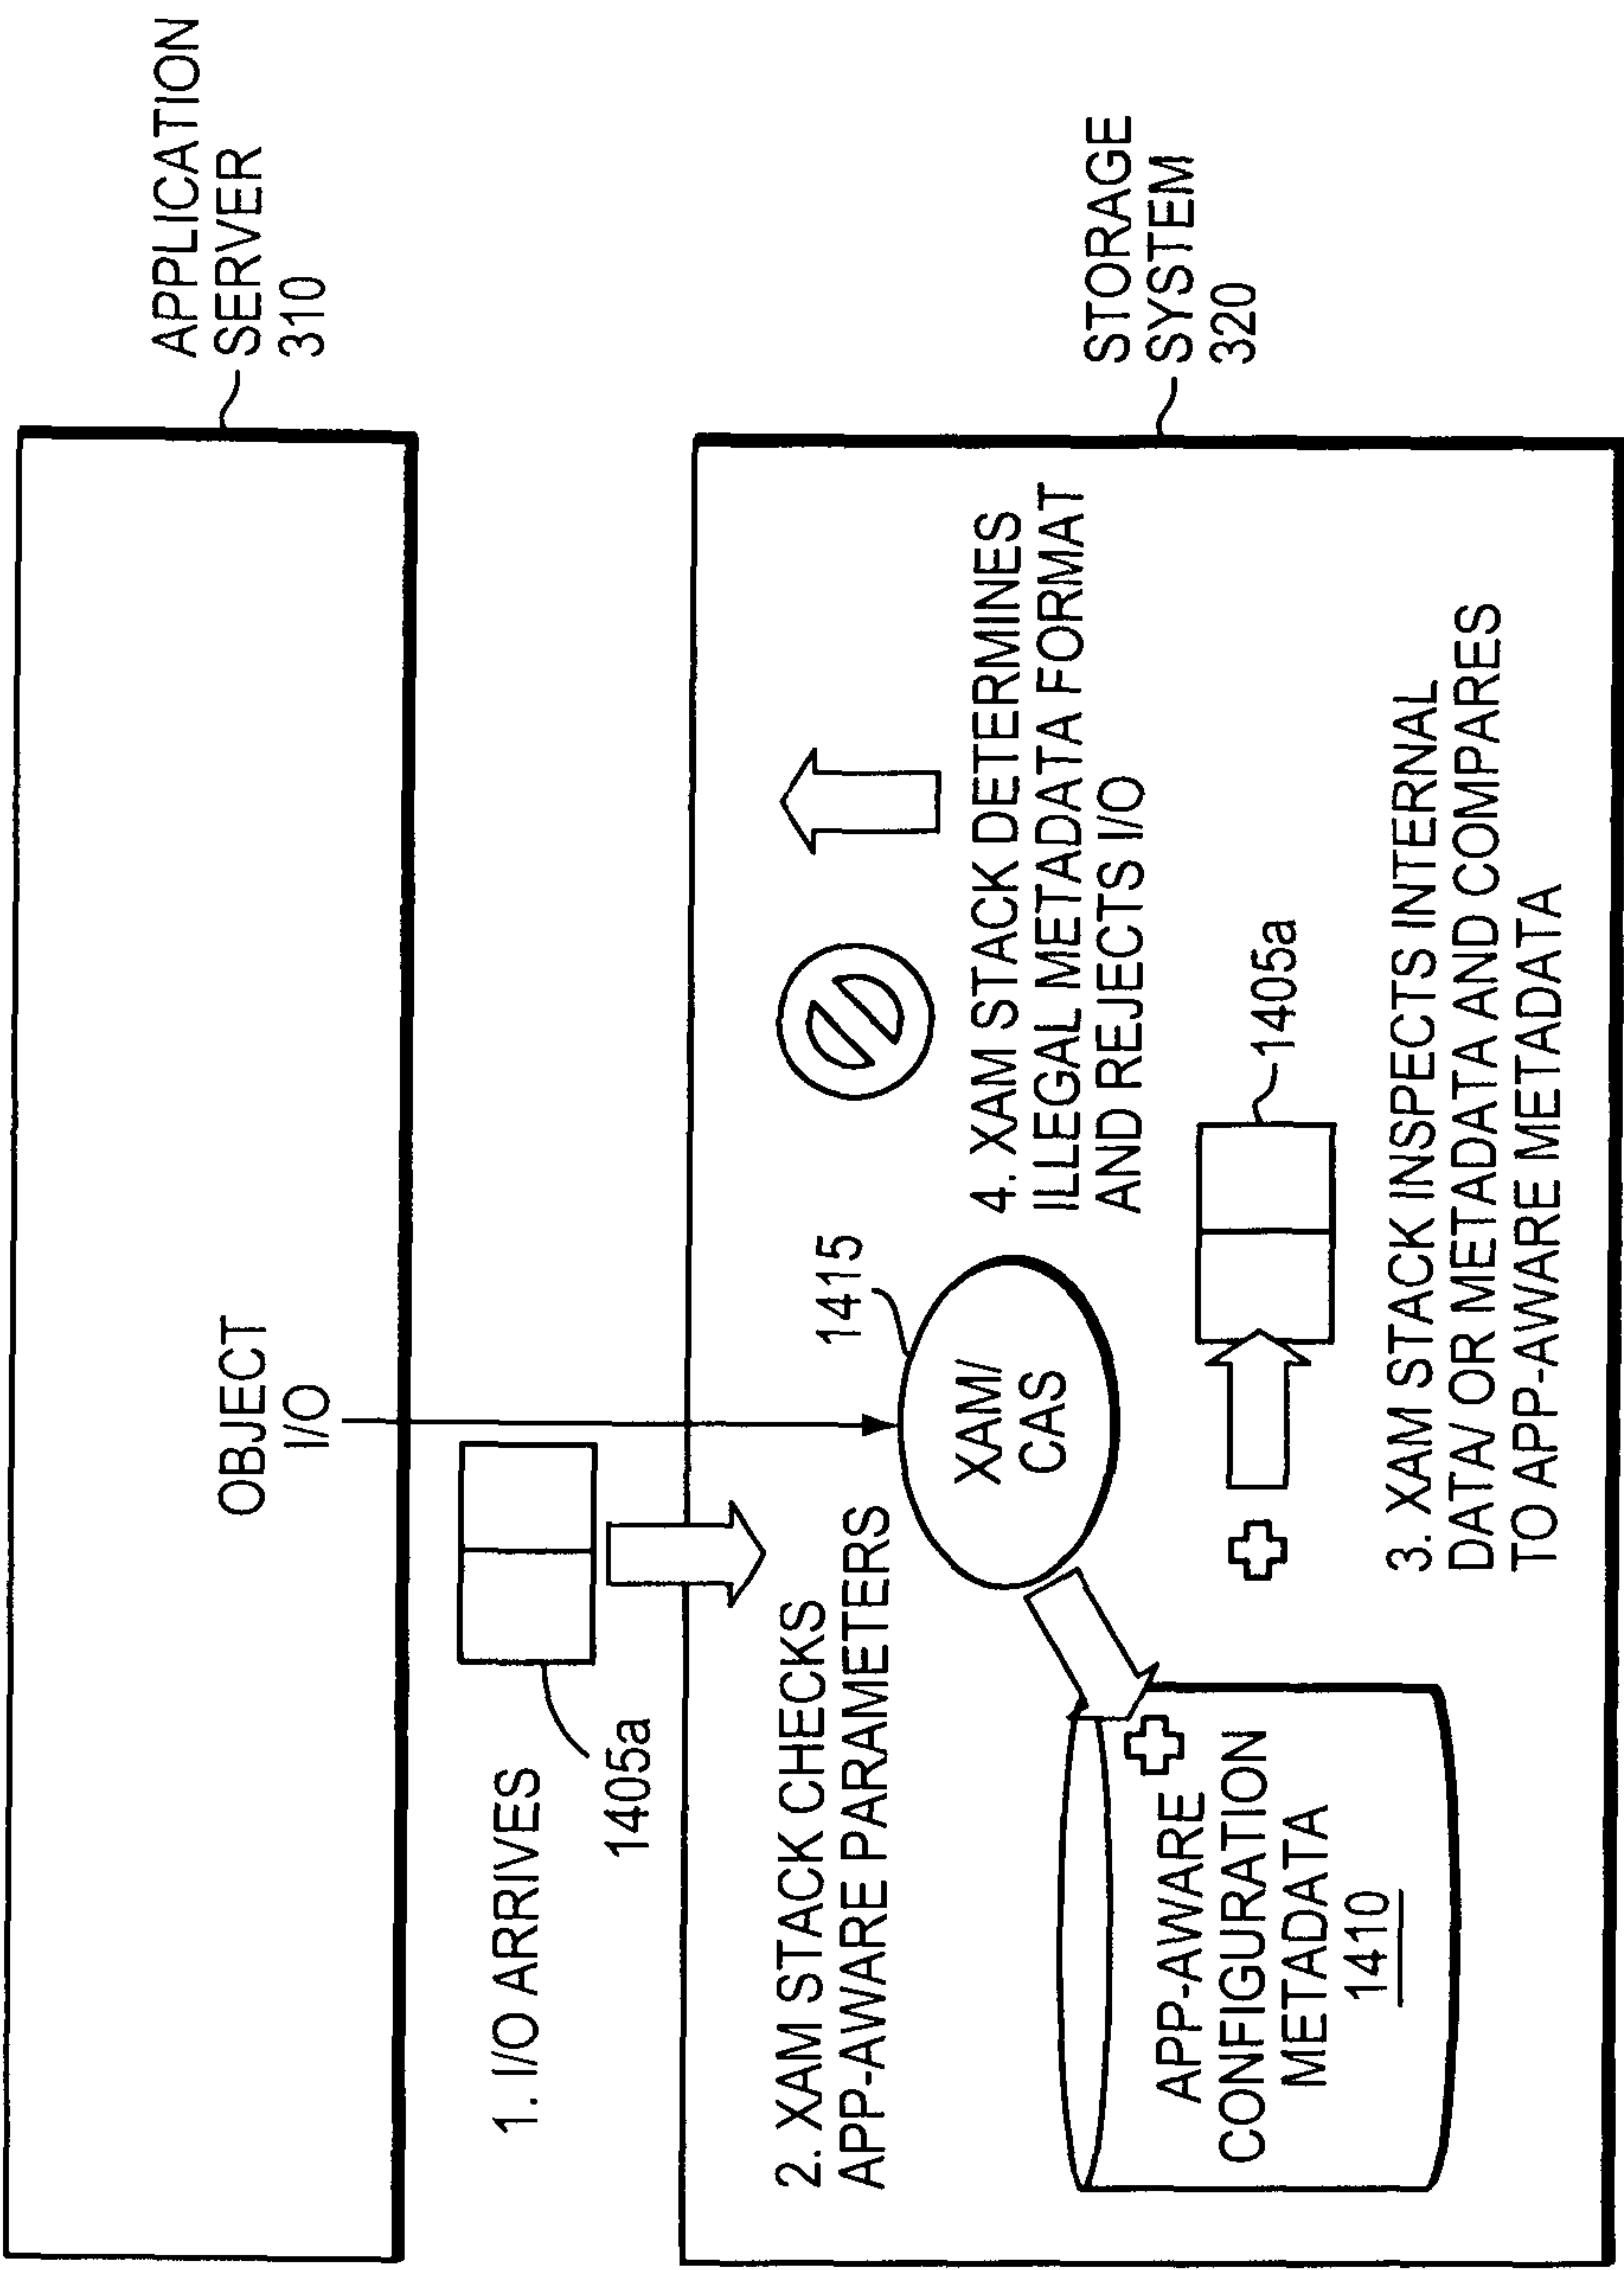 APPLICATION
SERVER
310
OBJECT
I/O
1. I/O ARRIVES
1405a
STORAGE
SYSTEM
320
2. XAM STACK CHECKS
APP-AWARE PARAMETERS
1415
XAM/
CAS
APP-AWARE
CONFIGURATION
METADATA
1410
4. XAM STACK DETERMINES
ILLEGAL METADATA FORMAT
AND REJECTS I/O
1405a
3. XAM STACK INSPECTS INTERNAL
DATA/ OR METADATA AND COMPARES
TO APP-AWARE METADATA